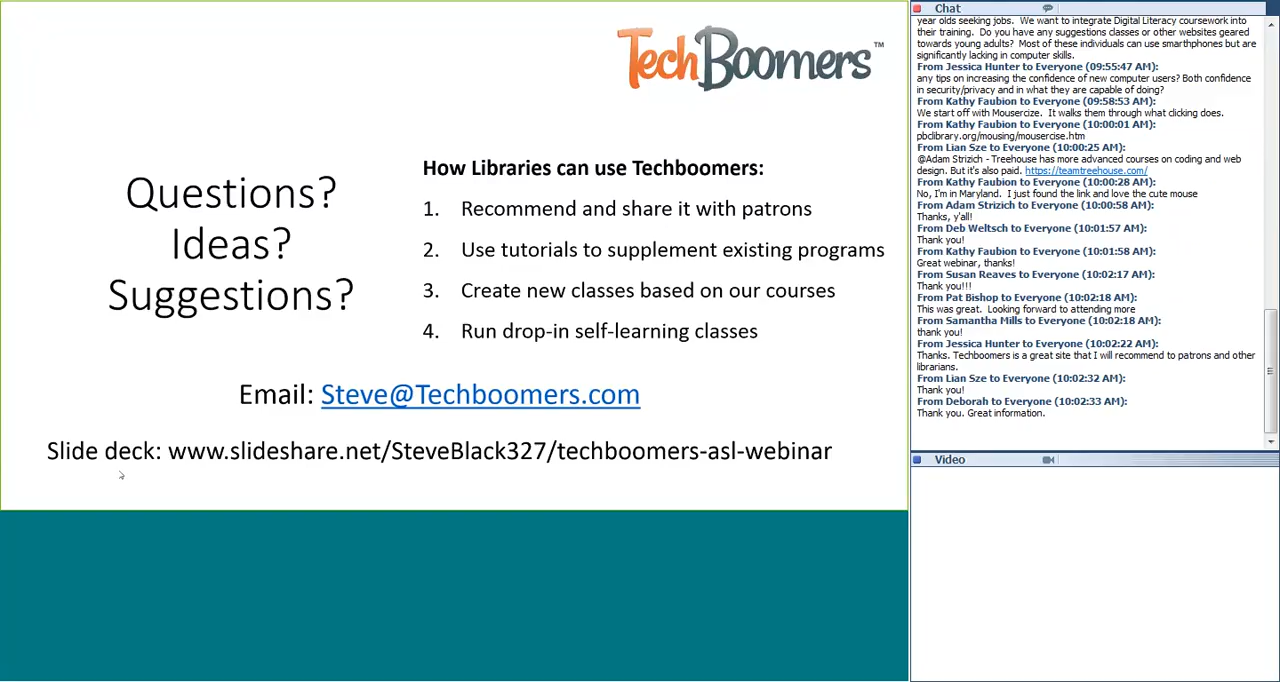 TechBoomers™
Questions?
Ideas?
Suggestions?
How Libraries can use Techboomers:
1. Recommend and share it with patrons
2. Use tutorials to supplement existing programs
3. Create new classes based on our courses
4. Run drop-in self-learning classes
Email: Steve@Techboomers.com
Slide deck: www.slideshare.net/SteveBlack327/techboomers-asl-webinar
Chat
year olds seeking jobs. We want to integrate Digital Literacy coursework into
their training. Do you have any suggestions classes or other websites geared
towards young adults? Most of these individuals can use smarthphones but are
significantly lacking in computer skills.
From Jessica Hunter to Everyone (09:55:47 AM):
any tips on increasing the confidence of new computer users? Both confidence
in security/privacy and in what they are capable of doing?
From Kathy Faubion to Everyone (09:58:53 AM):
We start off with Mousercize. It walks them through what clicking does.
From Kathy Faubion to Everyone (10:00:01 AM):
pbclibrary.org/mousing/mousercise.htm
From Lian Sze to Everyone (10:00:25 AM):
@Adam Strizich - Treehouse has more advanced courses on coding and web
design. But it's also paid. https://teamtreehouse.com/
From Kathy Faubion to Everyone (10:00:28 AM):
No, I'm in Maryland. I just found the link and love the cute mouse
From Adam Strizich to Everyone (10:00:58 AM):
Thanks, y'all!
From Deb Weltsch to Everyone (10:01:57 AM):
Thank you!
From Kathy Faubion to Everyone (10:01:58 AM):
Great webinar, thanks!
From Susan Reaves to Everyone (10:02:17 AM):
Thank you!!!
From Pat Bishop to Everyone (10:02:18 AM):
This was great. Looking forward to attending more
From Samantha Mills to Everyone (10:02:18 AM):
thank you!
From Jessica Hunter to Everyone (10:02:22 AM):
Thanks. Techboomers is a great site that I will recommend to patrons and other
librarians.
From Lian Sze to Everyone (10:02:32 AM):
Thank you!
From Deborah to Everyone (10:02:33 AM):
Thank you. Great information.
Video